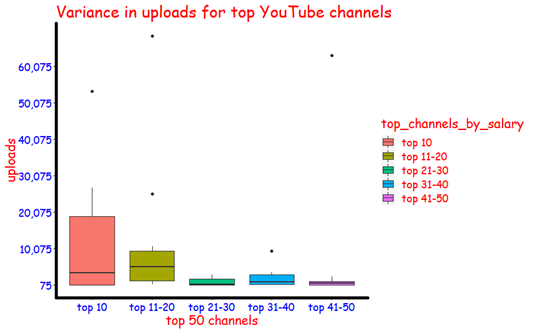 Variance in uploads for top YouTube channels
60,075
50,075
40,075
30,075
20,075
10,075
75
uploads
top 10 top 11-20 top 21-30 top 31-40 top 41-50
top 50 channels
top_channels_by_salary
top 10
top 11-20
top 21-30
top 31-40
top 41-50